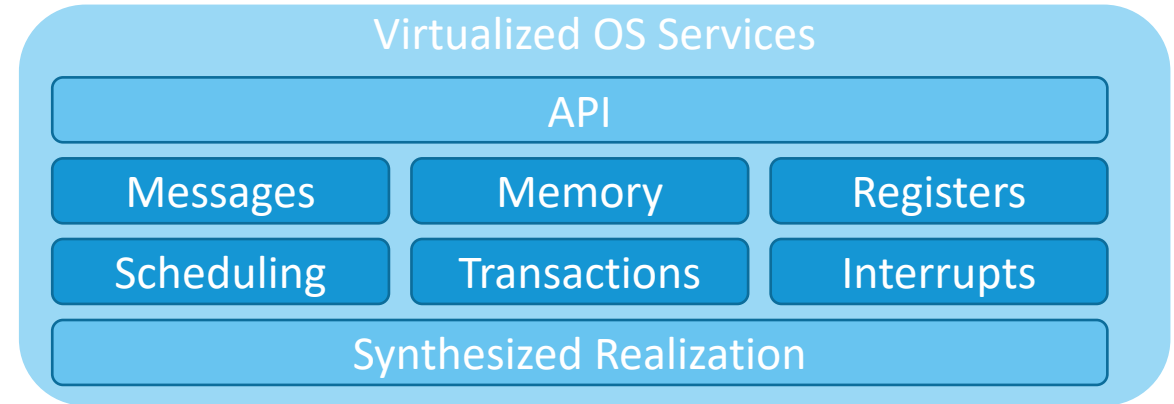 Virtualized OS Services
API
Messages Memory Registers
Scheduling Transactions Interrupts
Synthesized Realization